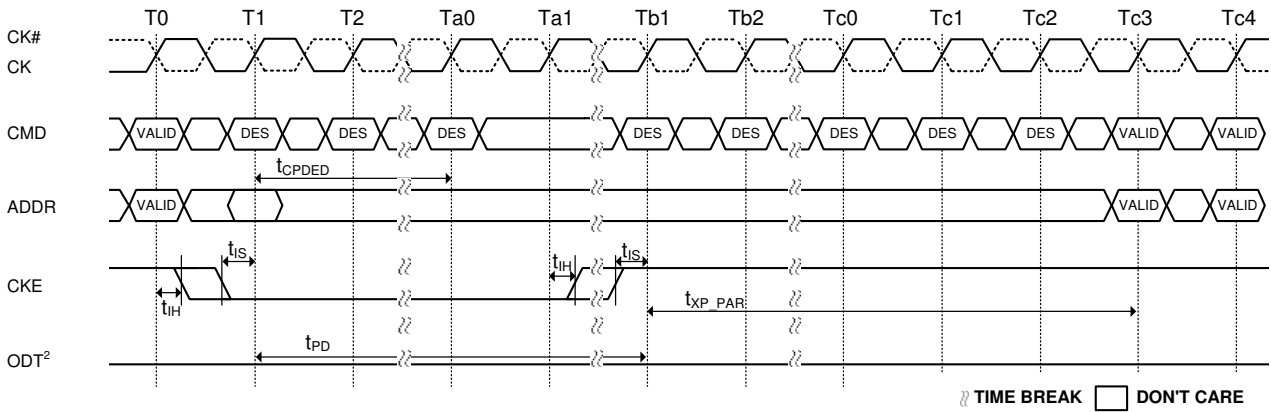 T0 T1 T2 Ta0 Ta1 Tb1 Tb2 Tc0 Tc1 Tc2 Tc3 Tc4
CK#
CK
CMD VALID DES DES DES DES DES DES DES DES VALID VALID
tCPDED
ADDR VALID VALID VALID
tIS tIH tIS
CKE
tIH tXP_PAR
tPD
ODT²
TIME BREAK DON'T CARE